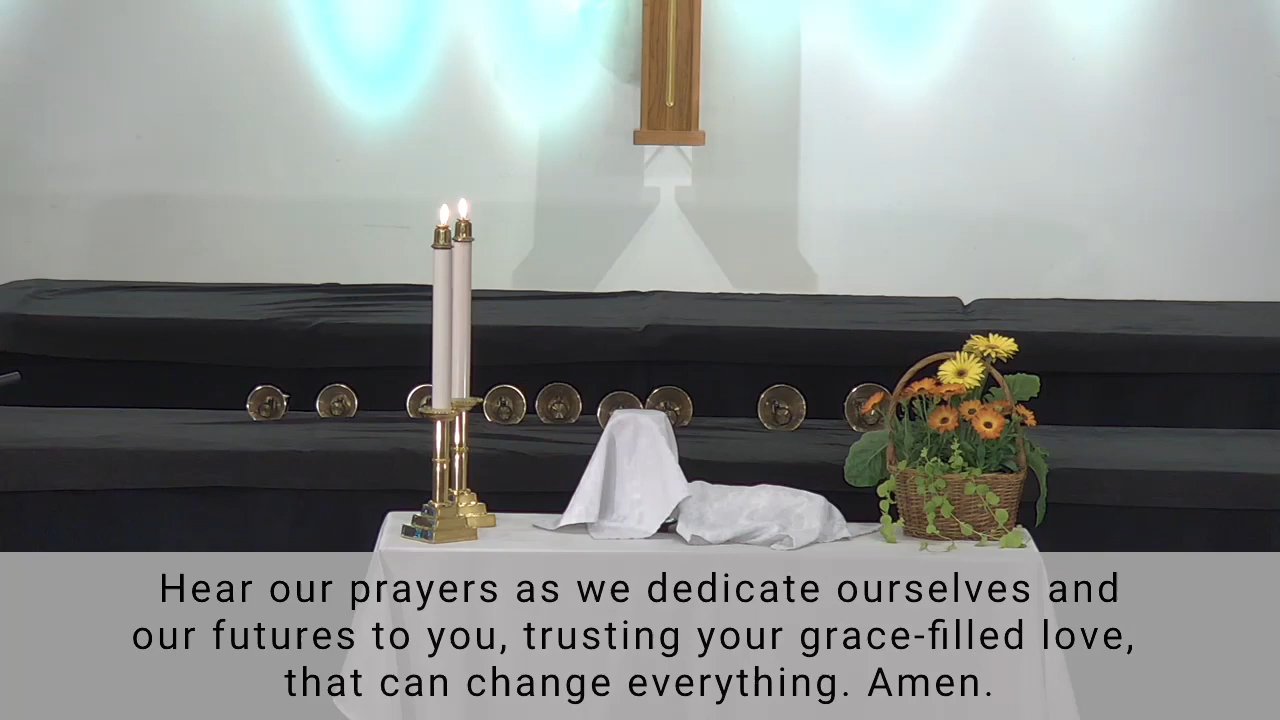 Hear our prayers as we dedicate ourselves and
our futures to you, trusting your grace-filled love,
that can change everything. Amen.